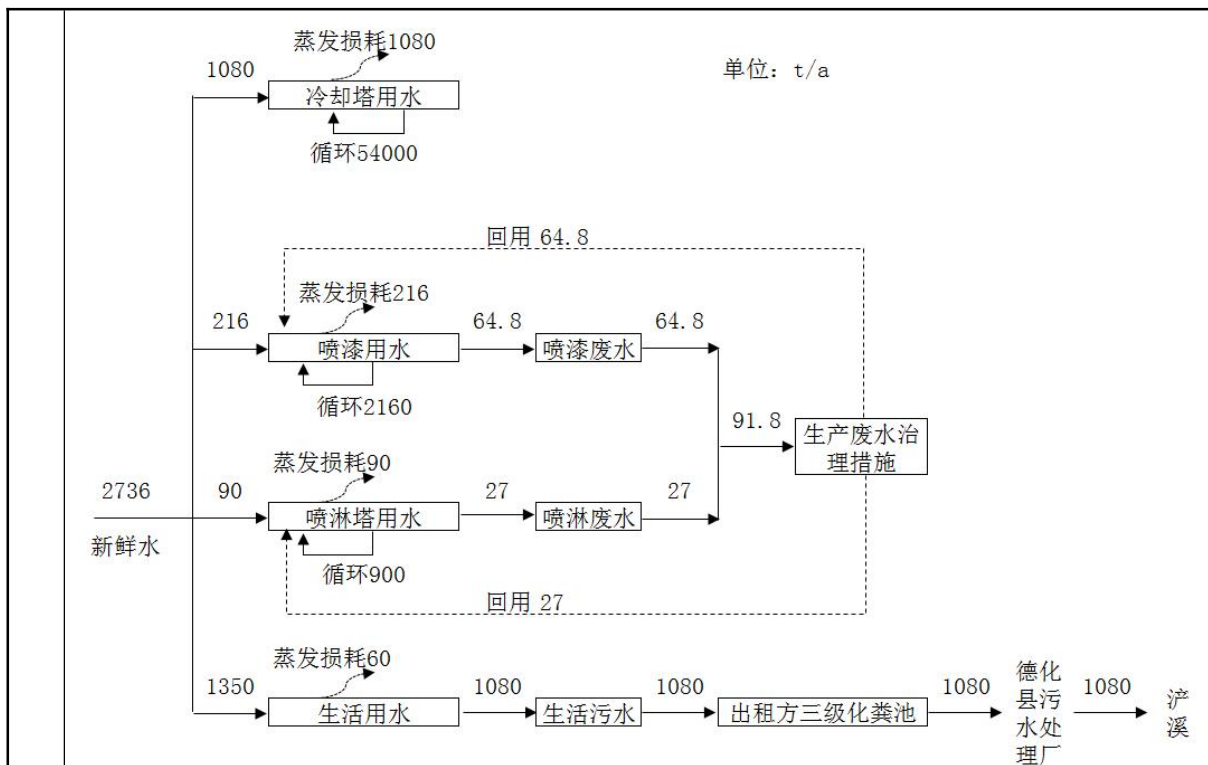 蒸发损耗1080
单位：t/a
1080
冷却塔用水
循环54000
回用 64.8
蒸发损耗216
216
64.8
64.8
喷漆用水
喷漆废水
循环2160
91.8
生产废水治
理措施
蒸发损耗90
2736
90
27
27
喷淋塔用水
喷淋废水
新鲜水
循环900
回用 27
蒸发损耗60
1350
1080
1080
1080
1080
生活用水
生活污水
出租方三级化粪池
德化
县污
水处
理厂
浐
溪